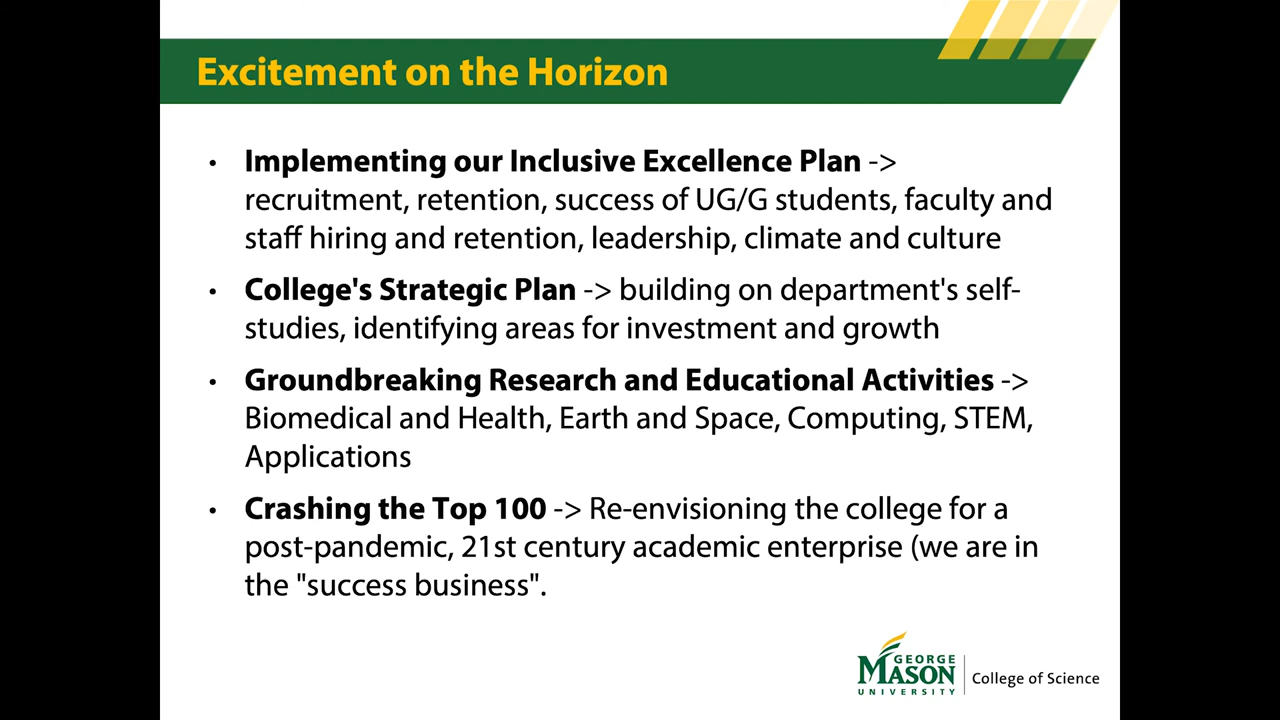 Excitement on the Horizon
• Implementing our Inclusive Excellence Plan ->
recruitment, retention, success of UG/G students, faculty and
staff hiring and retention, leadership, climate and culture
• College's Strategic Plan -> building on department's self-
studies, identifying areas for investment and growth
• Groundbreaking Research and Educational Activities ->
Biomedical and Health, Earth and Space, Computing, STEM,
Applications
• Crashing the Top 100 -> Re-envisioning the college for a
post-pandemic, 21st century academic enterprise (we are in
the "success business".
GEORGE
MASON
UNIVERSITY
College of Science